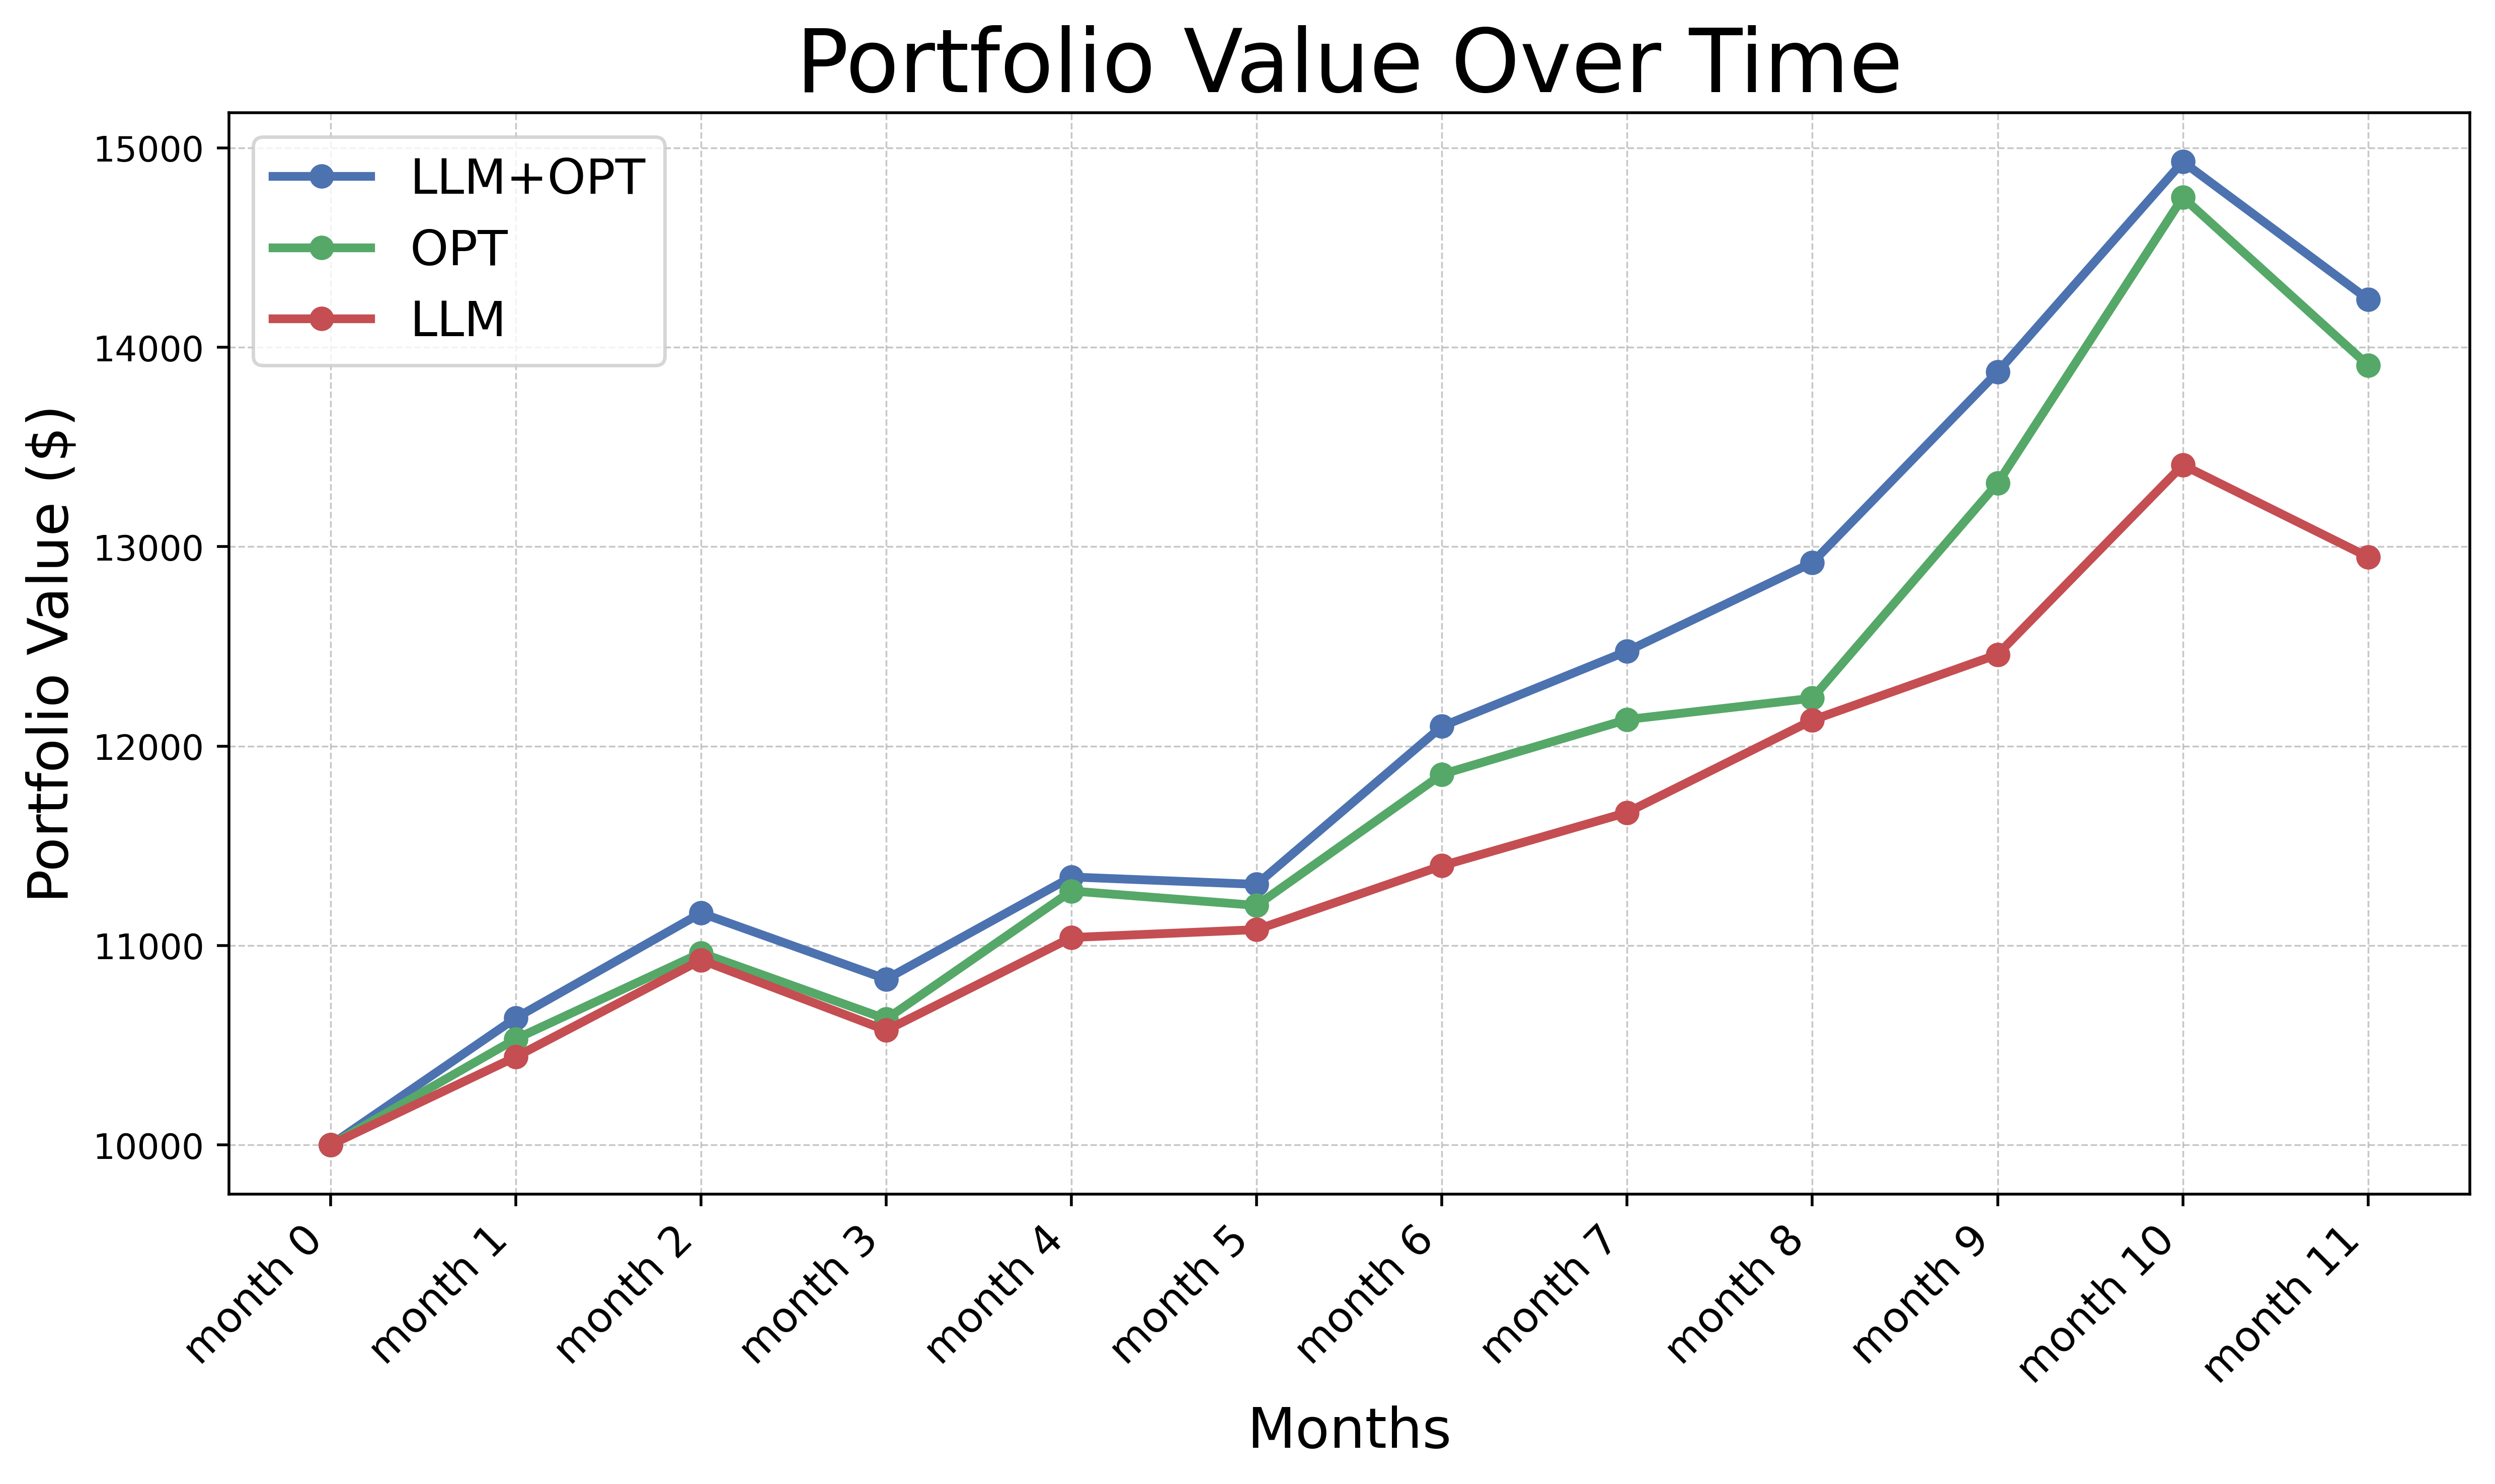 Portfolio Value Over Time
LLM+OPT
OPT
LLM
Portfolio Value ($)
15000
14000
13000
12000
11000
10000
month 0
month 1
month 2
month 3
month 4
month 5
month 6
month 7
month 8
month 9
month 10
month 11
Months